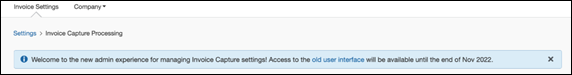 Invoice Settings Company
Settings > Invoice Capture Processing
Welcome to the new admin experience for managing Invoice Capture settings! Access to the old user interface will be available until the end of Nov 2022.